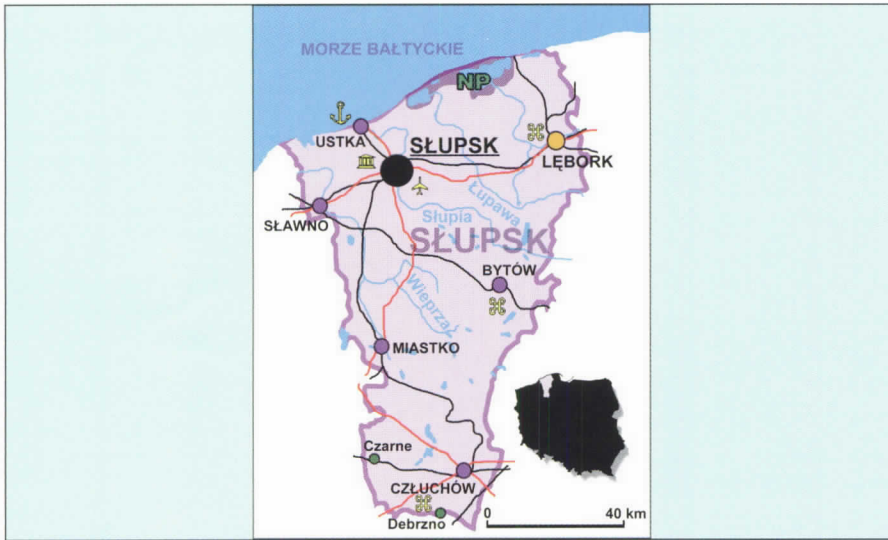 MORZE BAŁTYCKIE
NP
USTKA
SŁUPSK
LĘBORK
Łupawa
SŁAWNO
Słupia
SŁUPSK
BYTÓW
Wieprza
MIASTKO
Czarne
CZŁUCHÓW
Debrzno
0 40 km